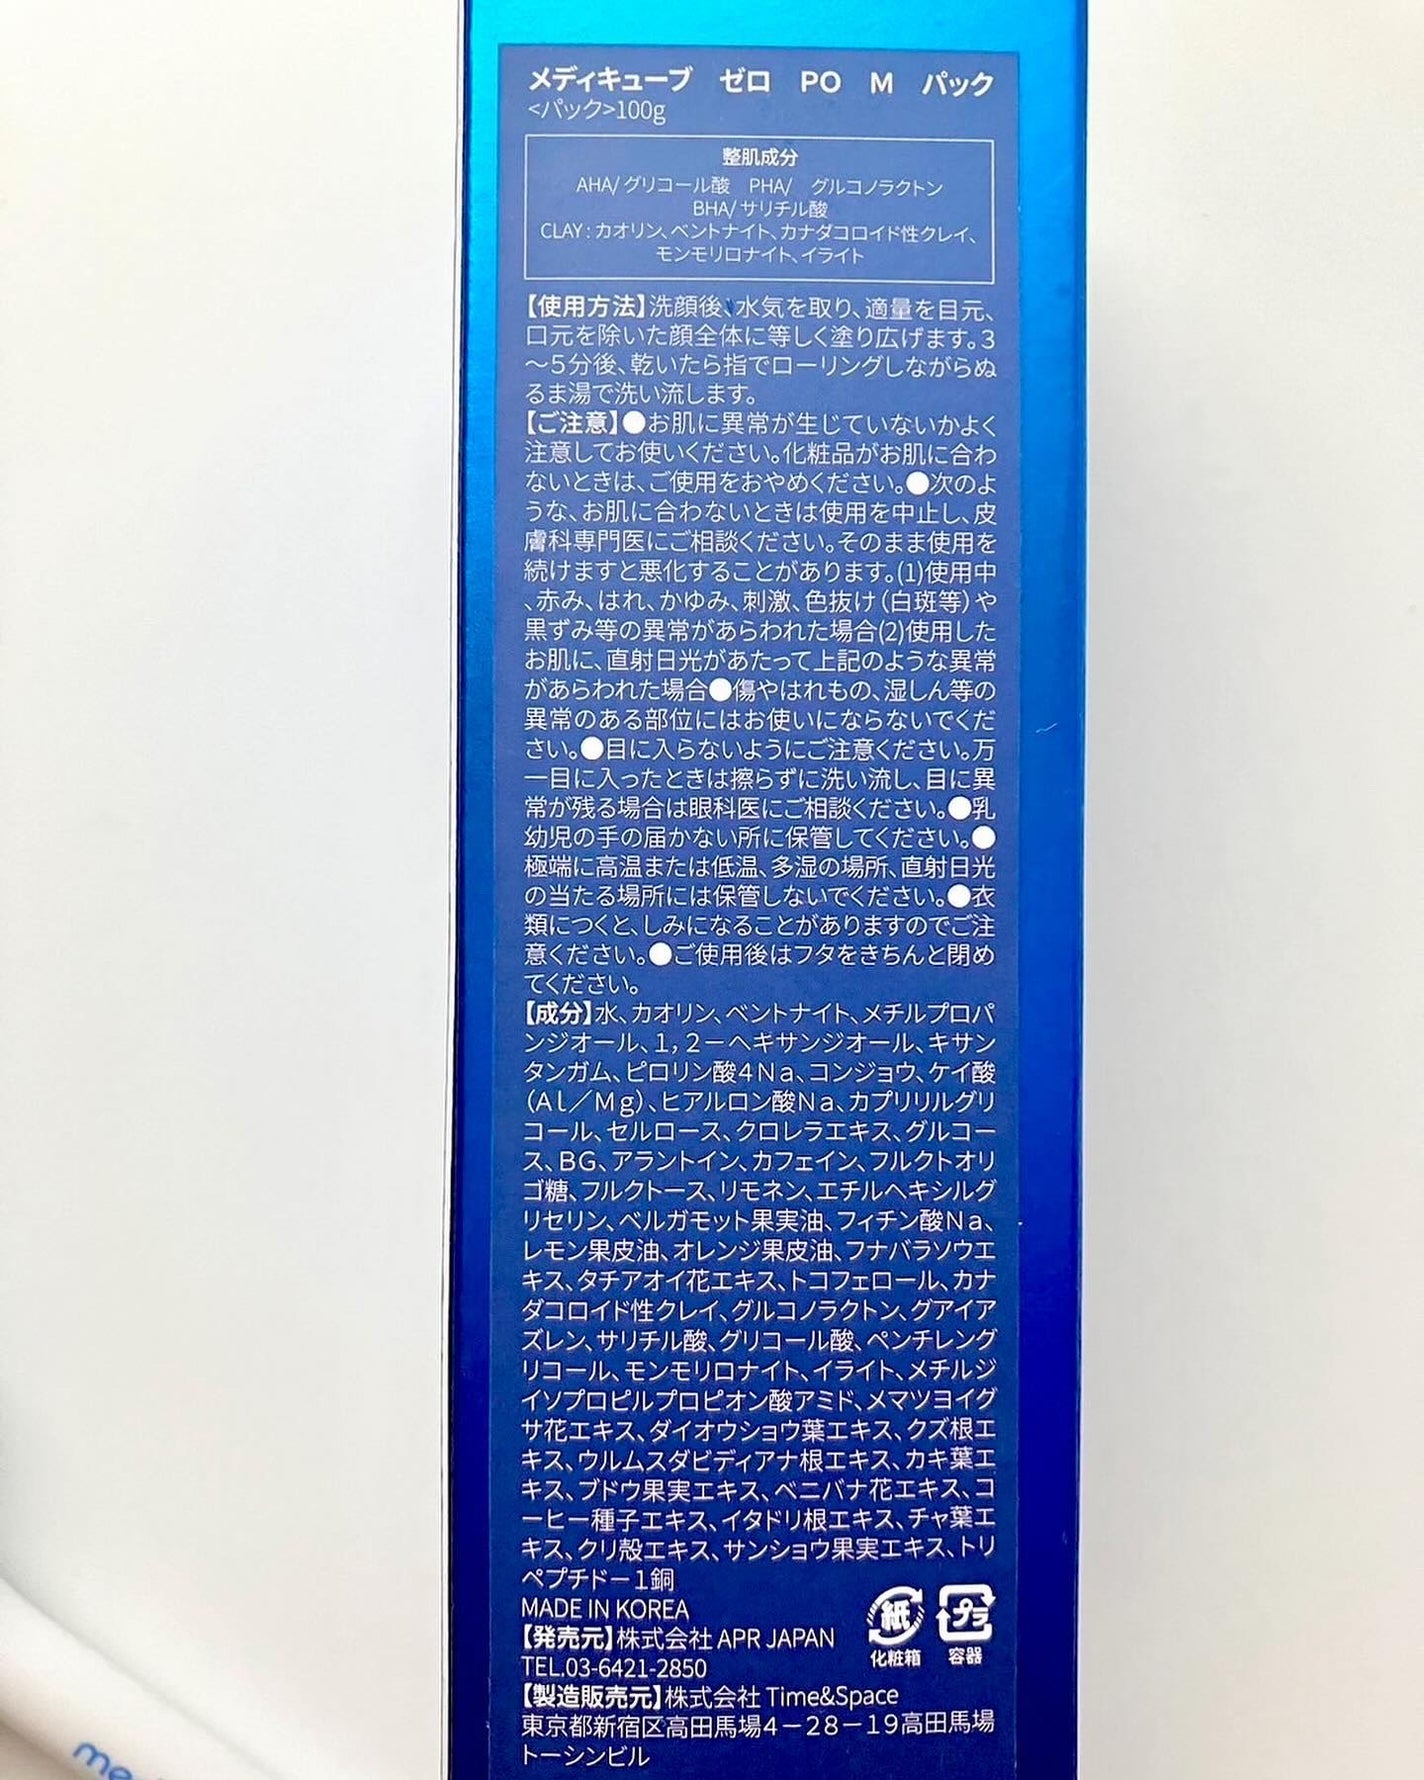 メディキューブ ゼロ PO M パック
<パック>100g
整肌成分
AHA/グリコール酸 PHA/ グルコノラクトン
BHA/サリチル酸
CLAY : カオリン、ベントナイト、カナダコロイド性クレイ、
モンモリロナイト、イライト
【使用方法】洗顔後、水気を取り、適量を目元、
口元を除いた顔全体に等しく塗り広げます。3
～5分後、乾いたら指でローリングしながらぬ
るま湯で洗い流します。
【ご注意】●お肌に異常が生じていないかよく
注意してお使いください。化粧品がお肌に合わ
ないときは、ご使用をおやめください。●次のよ
うな、お肌に合わないときは使用を中止し、皮
膚科専門医にご相談ください。そのまま使用を
続けますと悪化することがあります。(1)使用中
、赤み、はれ、かゆみ、刺激、色抜け(白斑等)や
黒ずみ等の異常があらわれた場合(2)使用した
お肌に、直射日光があたって上記のような異常
があらわれた場合●傷やはれもの、湿しん等の
異常のある部位にはお使いにならないでくだ
さい。●目に入らないようにご注意ください。万
一目に入ったときは擦らずに洗い流し、目に異
常が残る場合は眼科医にご相談ください。●乳
幼児の手の届かない所に保管してください。●
極端に高温または低温、多湿の場所、直射日光
の当たる場所には保管しないでください。●衣
類につくと、しみになることがありますのでご注
意ください。●ご使用後はフタをきちんと閉め
てください。
【成分】水、カオリン、ベントナイト、メチルプロパ
ンジオール、1，2－ヘキサンジオール、キサン
タンガム、ピロリン酸4Na、コンジョウ、ケイ酸
(Al／Mg)、ヒアルロン酸Na、カプリリルグリ
コール、セルロース、クロレラエキス、グルコー
ス、BG、アラントイン、カフェイン、フルクトオリ
ゴ糖、フルクトース、リモネン、エチルヘキシルグ
リセリン、ベルガモット果実油、フィチン酸Na、
レモン果皮油、オレンジ果皮油、フナバラソウエ
キス、タチアオイ花エキス、トコフェロール、カナ
ダコロイド性クレイ、グルコノラクトン、グアイア
ズレン、サリチル酸、グリコール酸、ペンチレング
リコール、モンモリロナイト、イライト、メチルジ
イソプロピルプロピオン酸アミド、メマツヨイグ
サ花エキス、ダイオウショウ葉エキス、クズ根エ
キス、ウルムスダビディアナ根エキス、カキ葉エ
キス、ブドウ果実エキス、ベニバナ花エキス、コ
ーヒー種子エキス、イタドリ根エキス、チャ葉エ
キス、クリ殻エキス、サンショウ果実エキス、トリ
ペプチド－1銅
MADE IN KOREA
【発売元】株式会社 APR JAPAN
TEL.03-6421-2850
【製造販売元】株式会社 Time&Space
東京都新宿区高田馬場4－28－19高田馬場
トーシンビル
紙
化粧箱
プラ
容器
me